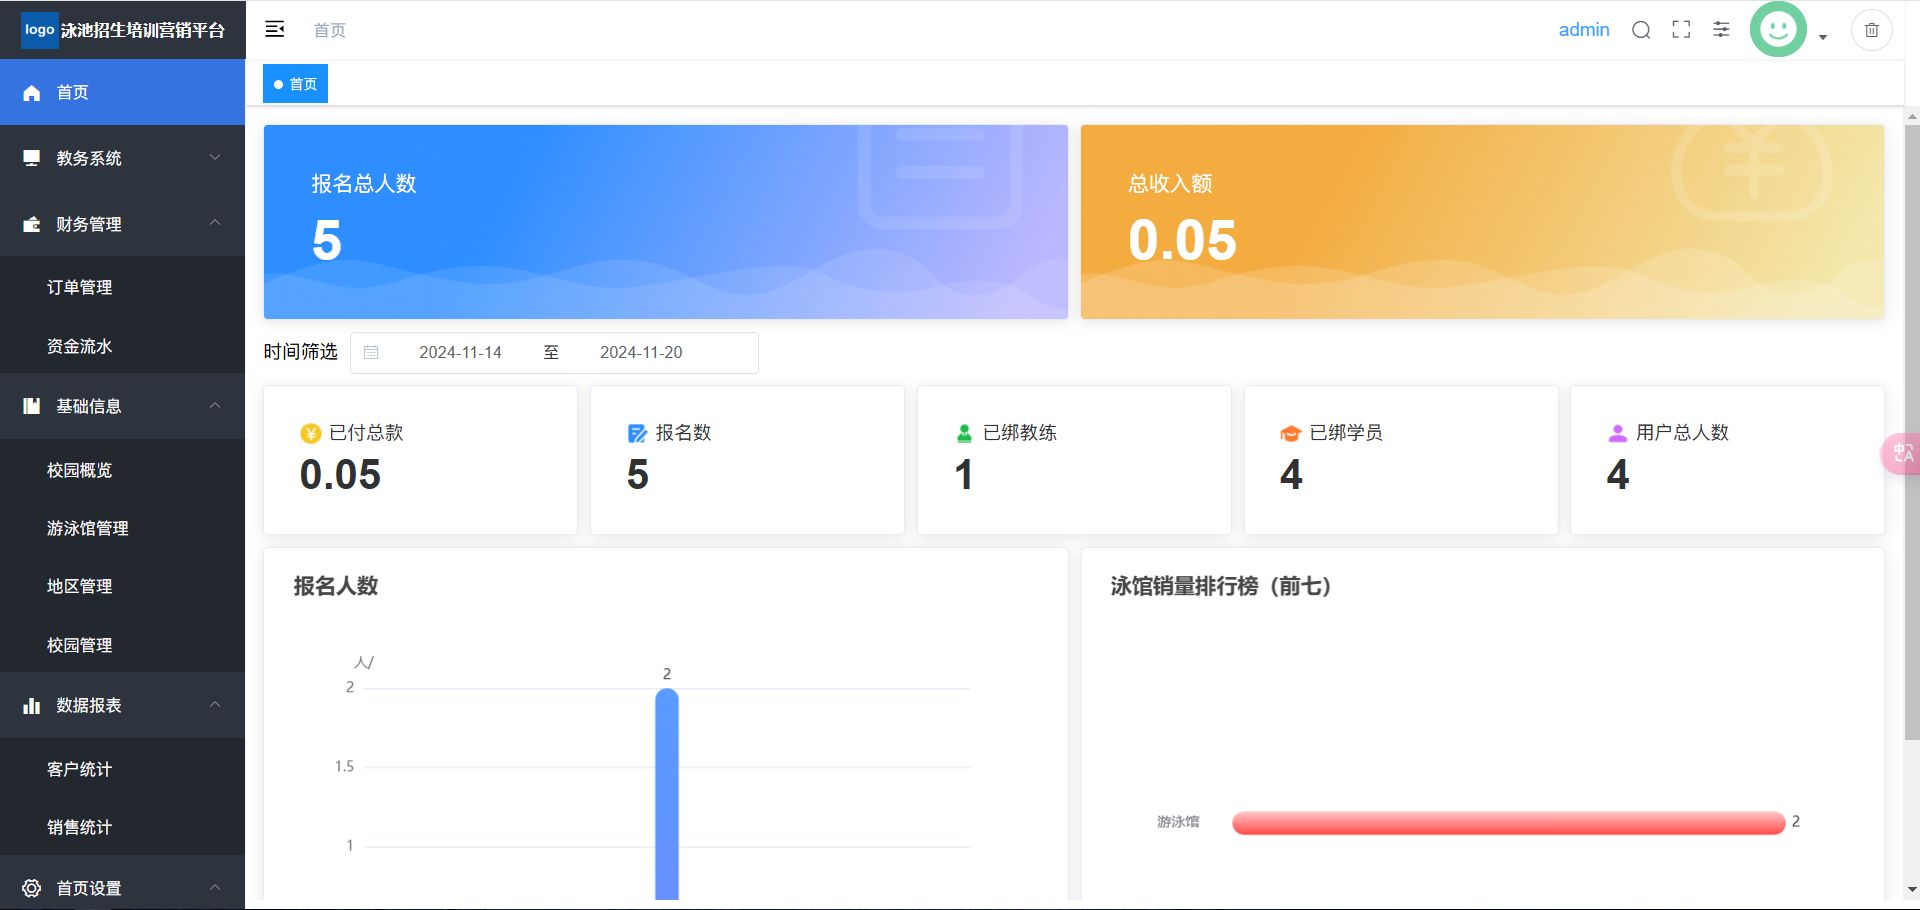 logo 泳池招生培训营销平台
首页
admin
首页
教务系统
财务管理
订单管理
资金流水
基础信息
校园概览
游泳馆管理
地区管理
校园管理
数据报表
客户统计
销售统计
首页设置
首页
报名总人数
5
总收入额
0.05
时间筛选 2024-11-14 至 2024-11-20
已付总款
0.05
报名数
5
已绑教练
1
已绑学员
4
用户总人数
4
报名人数
人/
2
2
1.5
1
泳馆销量排行榜（前七）
游泳馆 2